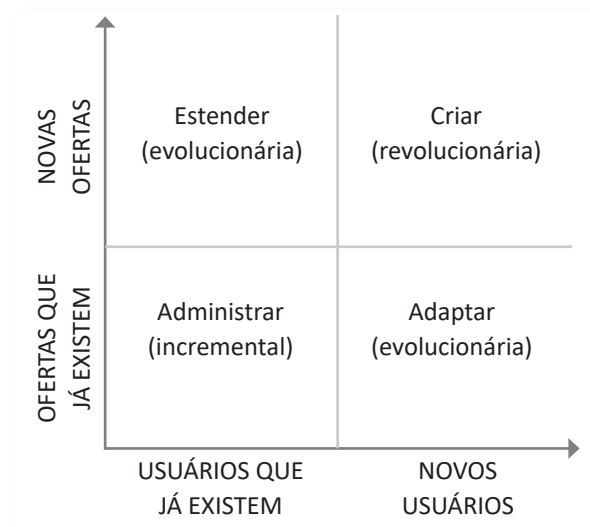 NOVAS
OFERTAS
Estender
(evolucionária)
Criar
(revolucionária)
OFERTAS QUE
JÁ EXISTEM
Administrar
(incremental)
Adaptar
(evolucionária)
USUÁRIOS QUE
JÁ EXISTEM
NOVOS
USUÁRIOS